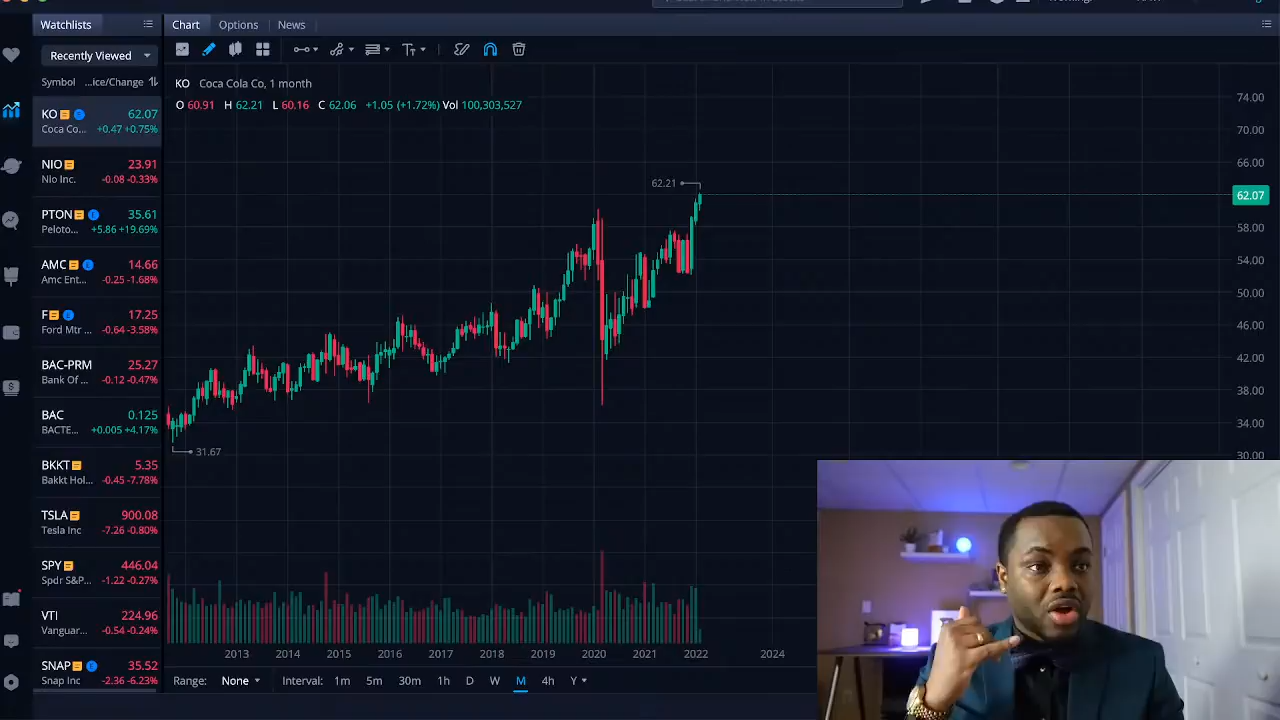 Watchlists
Chart Options News
Recently Viewed
Symbol ...ice/Change
KO 62.07
Coca Co... +0.47 +0.75%
NIO 23.91
Nio Inc. -0.08 -0.33%
PTON 35.61
Peloto... +5.86 +19.69%
AMC 14.66
Amc Ent... -0.25 -1.68%
F 17.25
Ford Mtr ... -0.64 -3.58%
BAC-PRM 25.27
Bank Of ... -0.12 -0.47%
BAC 0.125
BACTE... +0.005 +4.17%
BKKT 5.35
Bakkt Hol... -0.45 -7.78%
TSLA 900.08
Tesla Inc -7.26 -0.80%
SPY 446.04
Spdr S&P... -1.22 -0.27%
VTI 224.96
Vanguar... -0.54 -0.24%
SNAP 35.52
Snap Inc -2.36 -6.23%
KO Coca Cola Co, 1 month
O 60.91 H 62.21 L 60.16 C 62.06 +1.05 (+1.72%) Vol 100,303,527
62.21
31.67
74.00
70.00
66.00
62.07
58.00
54.00
50.00
46.00
42.00
38.00
34.00
30.00
2013 2014 2015 2016 2017 2018 2019 2020 2021 2022 2024
Range: None Interval: 1m 5m 30m 1h D W M 4h Y